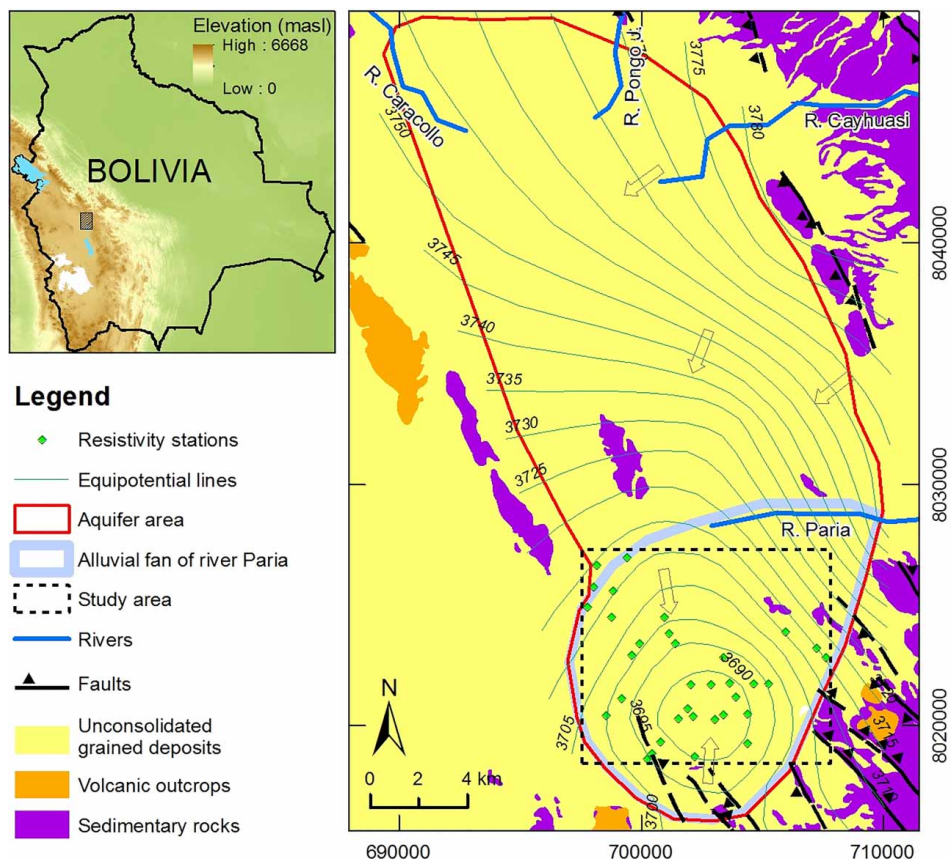 Elevation (masl)
High : 6668
Low : 0
BOLIVIA
Legend
Resistivity stations
Equipotential lines
Aquifer area
Alluvial fan of river Paria
Study area
Rivers
Faults
Unconsolidated
grained deposits
Volcanic outcrops
Sedimentary rocks
N
0 2 4 km
R. Caracollo
R. Pongo J.
R. Cayhuasi
R. Paria
3775
3780
3750
3745
3740
3735
3730
3725
3690
3695
3705
3700
3715
690000
700000
710000
8040000
8030000
8020000